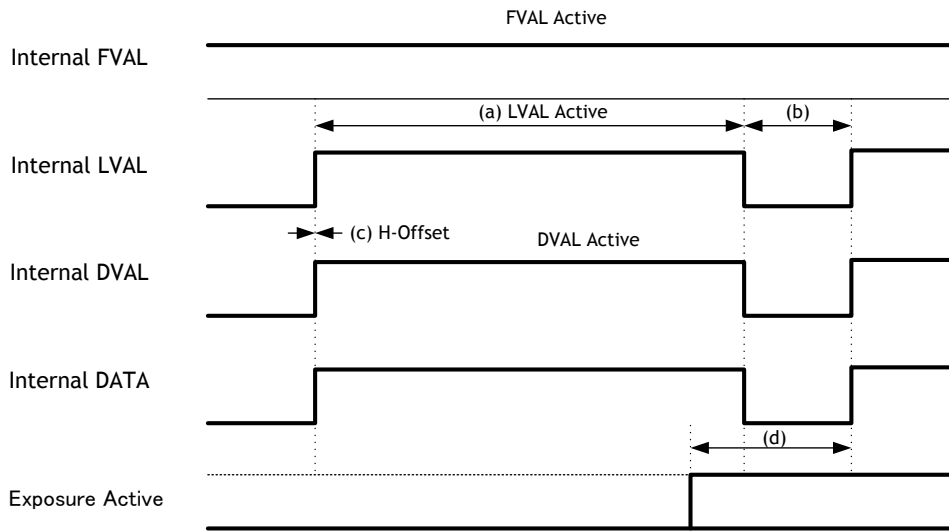 FVAL Active
Internal FVAL
(a) LVAL Active
(b)
Internal LVAL
(c) H-Offset
DVAL Active
Internal DVAL
Internal DATA
(d)
Exposure Active